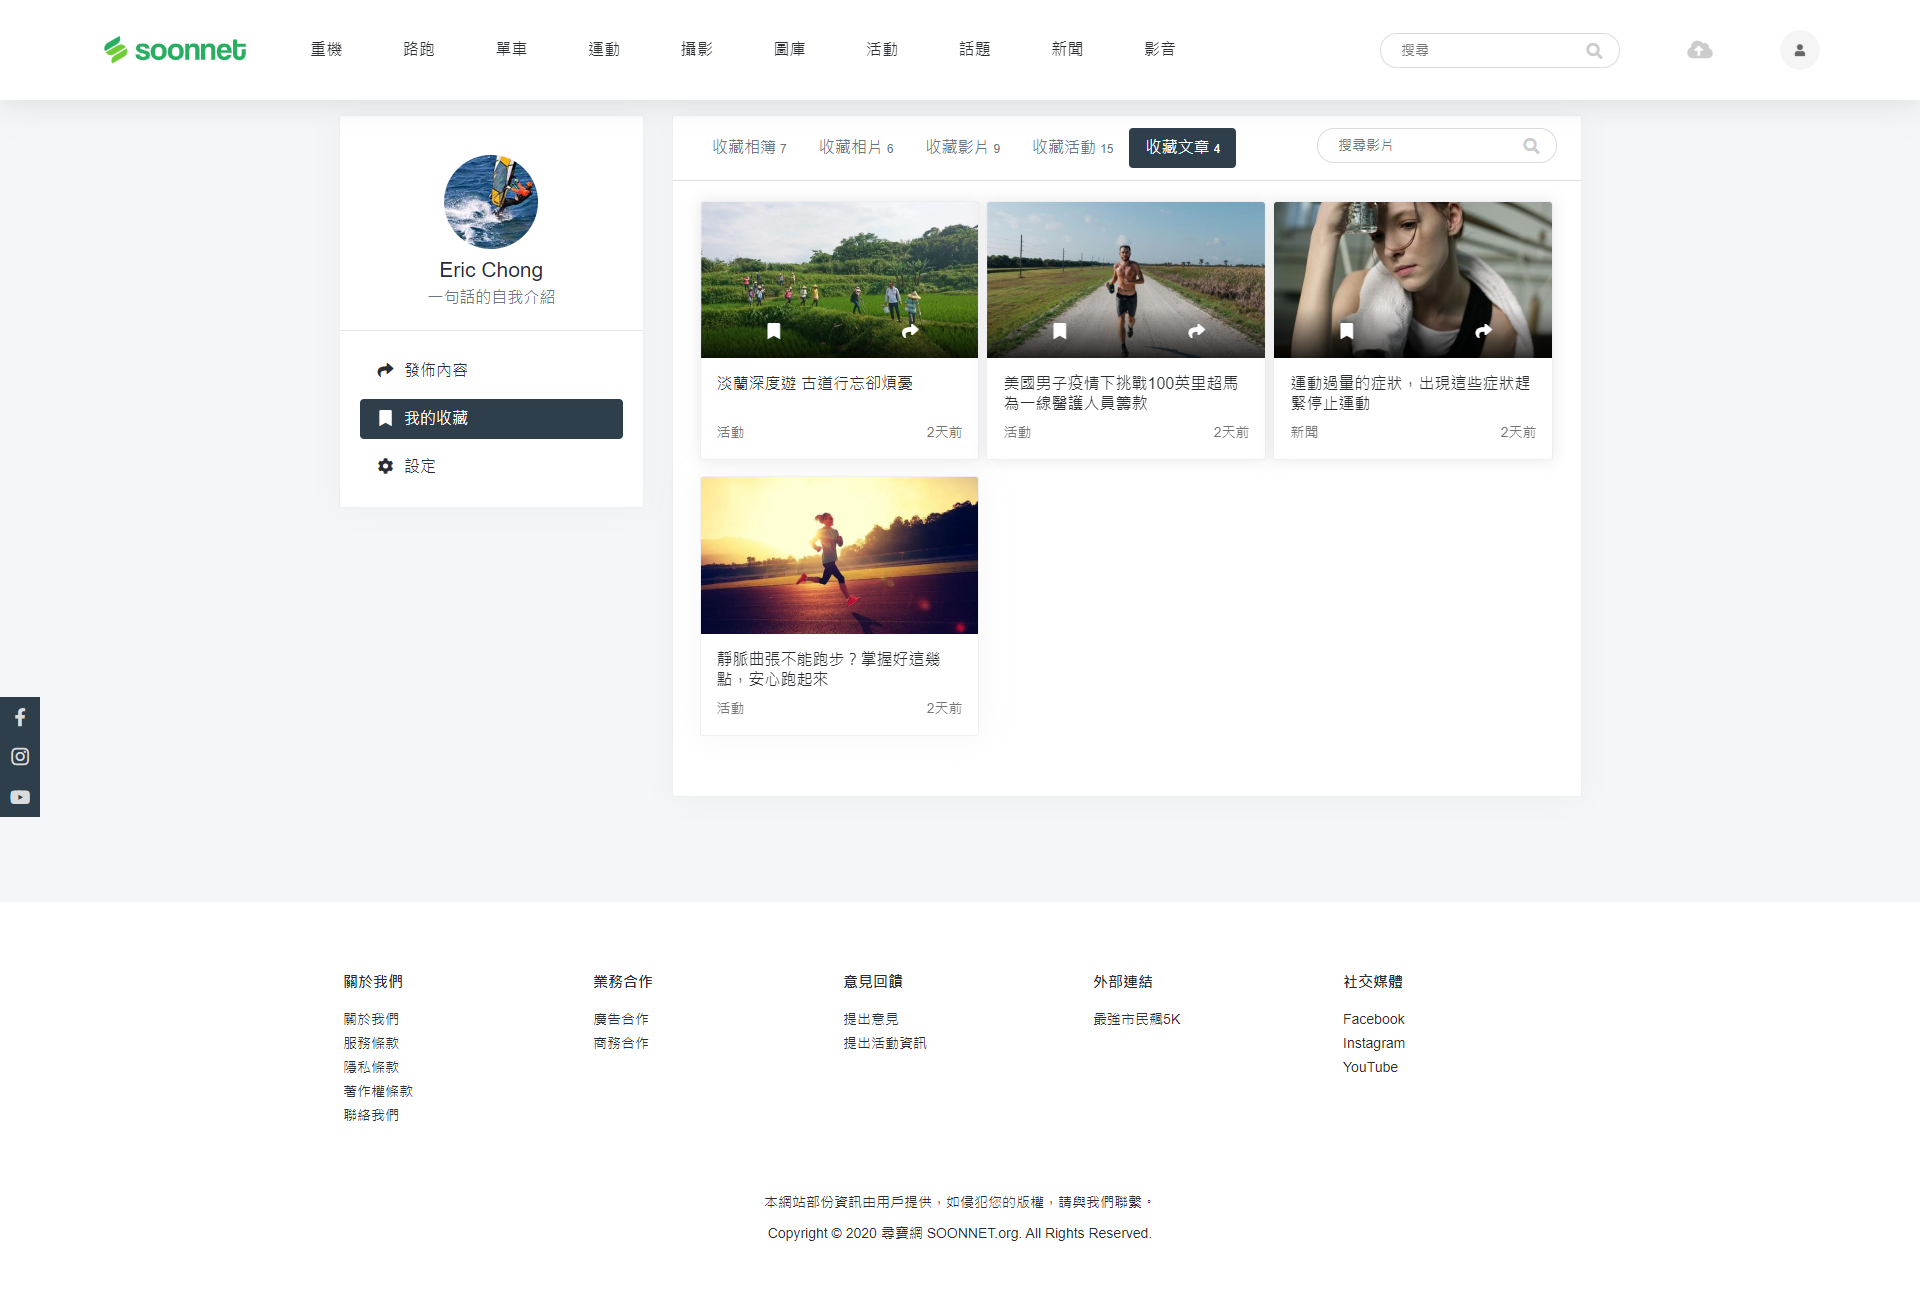 soonnet
重機
路跑
單車
運動
攝影
圖庫
活動
話題
新聞
影音
搜尋
Eric Chong
一句話的自我介紹
發佈內容
我的收藏
設定
收藏相簿 7
收藏相片 6
收藏影片 9
收藏活動 15
收藏文章 4
搜尋影片
淡蘭深度遊 古道行忘卻煩憂
活動
2天前
美國男子疫情下挑戰100英里超馬
為一線醫護人員籌款
活動
2天前
運動過量的症狀，出現這些症狀趕
緊停止運動
新聞
2天前
靜脈曲張不能跑步？掌握好這幾
點，安心跑起來
活動
2天前
關於我們
關於我們
服務條款
隱私條款
著作權條款
聯絡我們
業務合作
廣告合作
商務合作
意見回饋
提出意見
提出活動資訊
外部連結
最強市民飆5K
社交媒體
Facebook
Instagram
YouTube
本網站部份資訊由用戶提供，如侵犯您的版權，請與我們聯繫。
Copyright © 2020 尋寶網 SOONNET.org. All Rights Reserved.